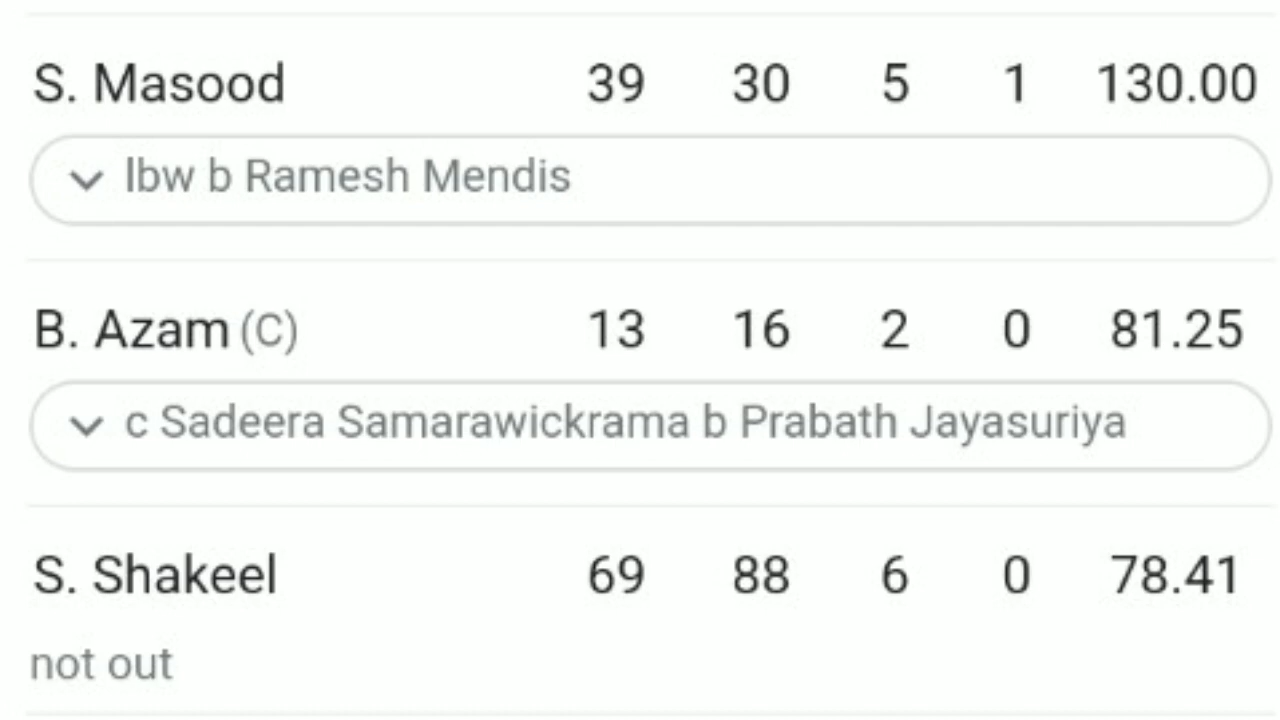 S. Masood 39 30 5 1 130.00
lbw b Ramesh Mendis
B. Azam (C) 13 16 2 0 81.25
c Sadeera Samarawickrama b Prabath Jayasuriya
S. Shakeel 69 88 6 0 78.41
not out